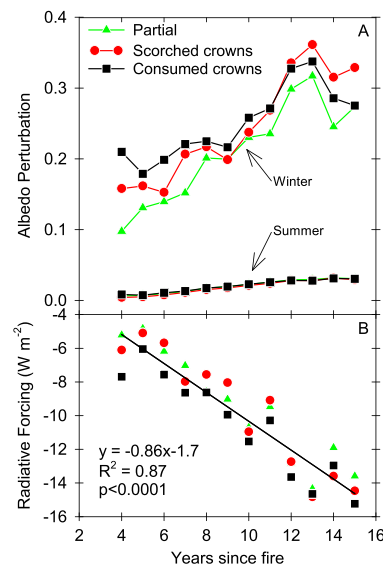 0.4
0.3
0.2
0.1
0.0
Albedo Perturbation
Partial
Scorched crowns
Consumed crowns
A
Winter
Summer
-4
-6
-8
-10
-12
-14
-16
Radiative Forcing (W m-2)
B
y = -0.86x-1.7
R2 = 0.87
p<0.0001
2 4 6 8 10 12 14 16
Years since fire